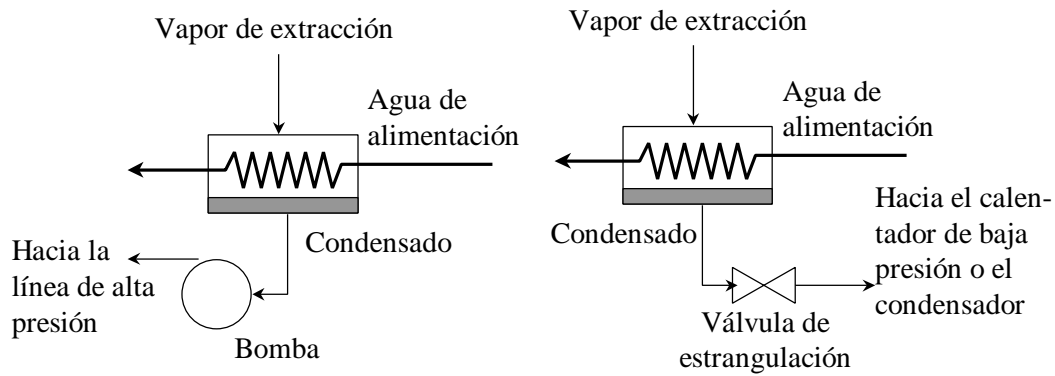 Vapor de extracción
Agua de
alimentación
Condensado
Hacia la
línea de alta
presión
Bomba
Vapor de extracción
Agua de
alimentación
Condensado
Hacia el calen-
tador de baja
presión o el
condensador
Válvula de
estrangulación